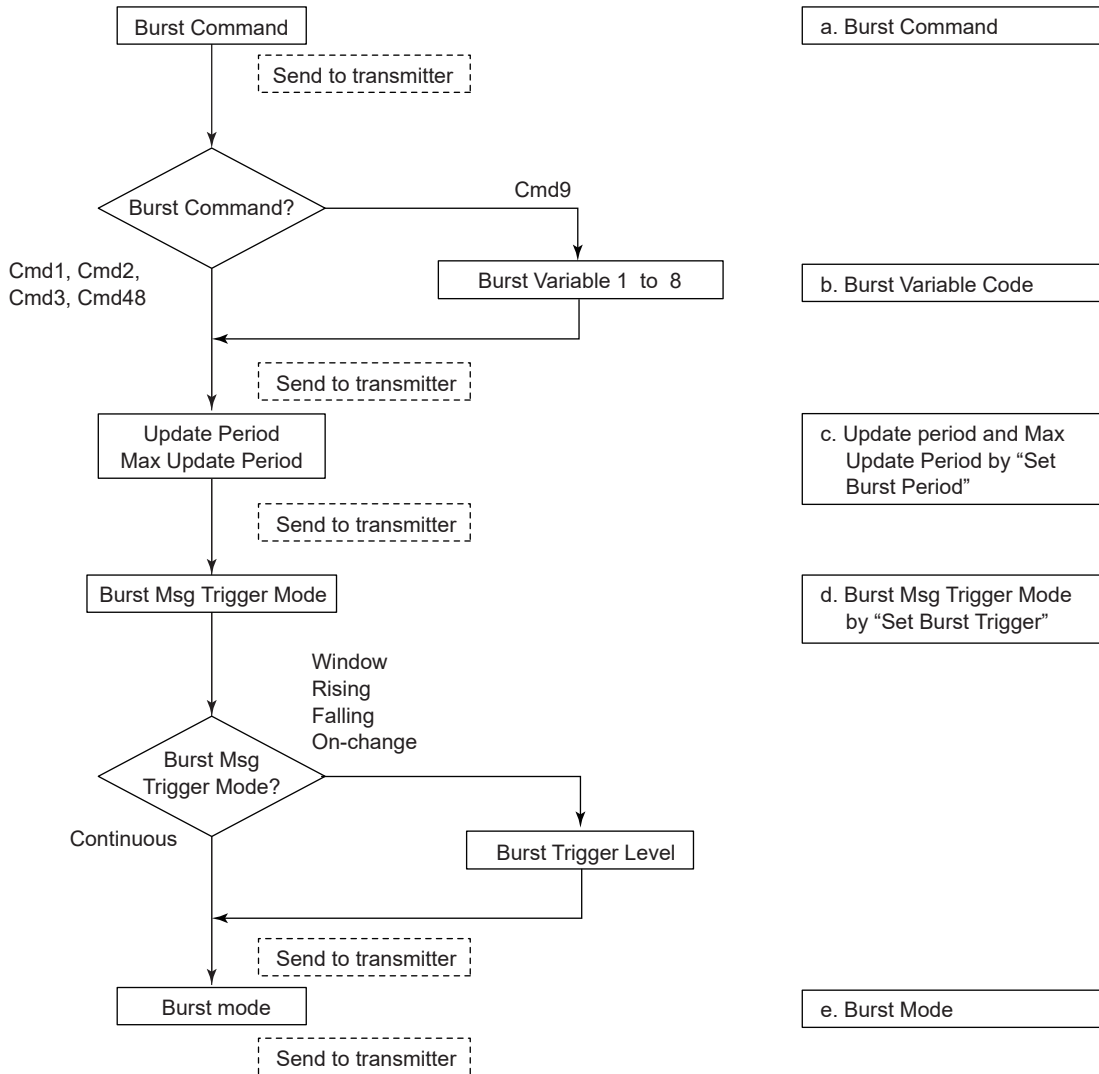 Burst Command
a. Burst Command
Send to transmitter
Cmd9
Burst Command?
Cmd1, Cmd2,
Cmd3, Cmd48
Burst Variable 1 to 8
b. Burst Variable Code
Send to transmitter
Update Period
Max Update Period
c. Update period and Max
Update Period by “Set
Burst Period”
Send to transmitter
Burst Msg Trigger Mode
d. Burst Msg Trigger Mode
by “Set Burst Trigger”
Window
Rising
Falling
On-change
Burst Msg
Trigger Mode?
Continuous
Burst Trigger Level
Send to transmitter
Burst mode
e. Burst Mode
Send to transmitter